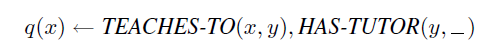 q(x) ← TEACHES-TO(x, y), HAS-TUTOR(y, _)